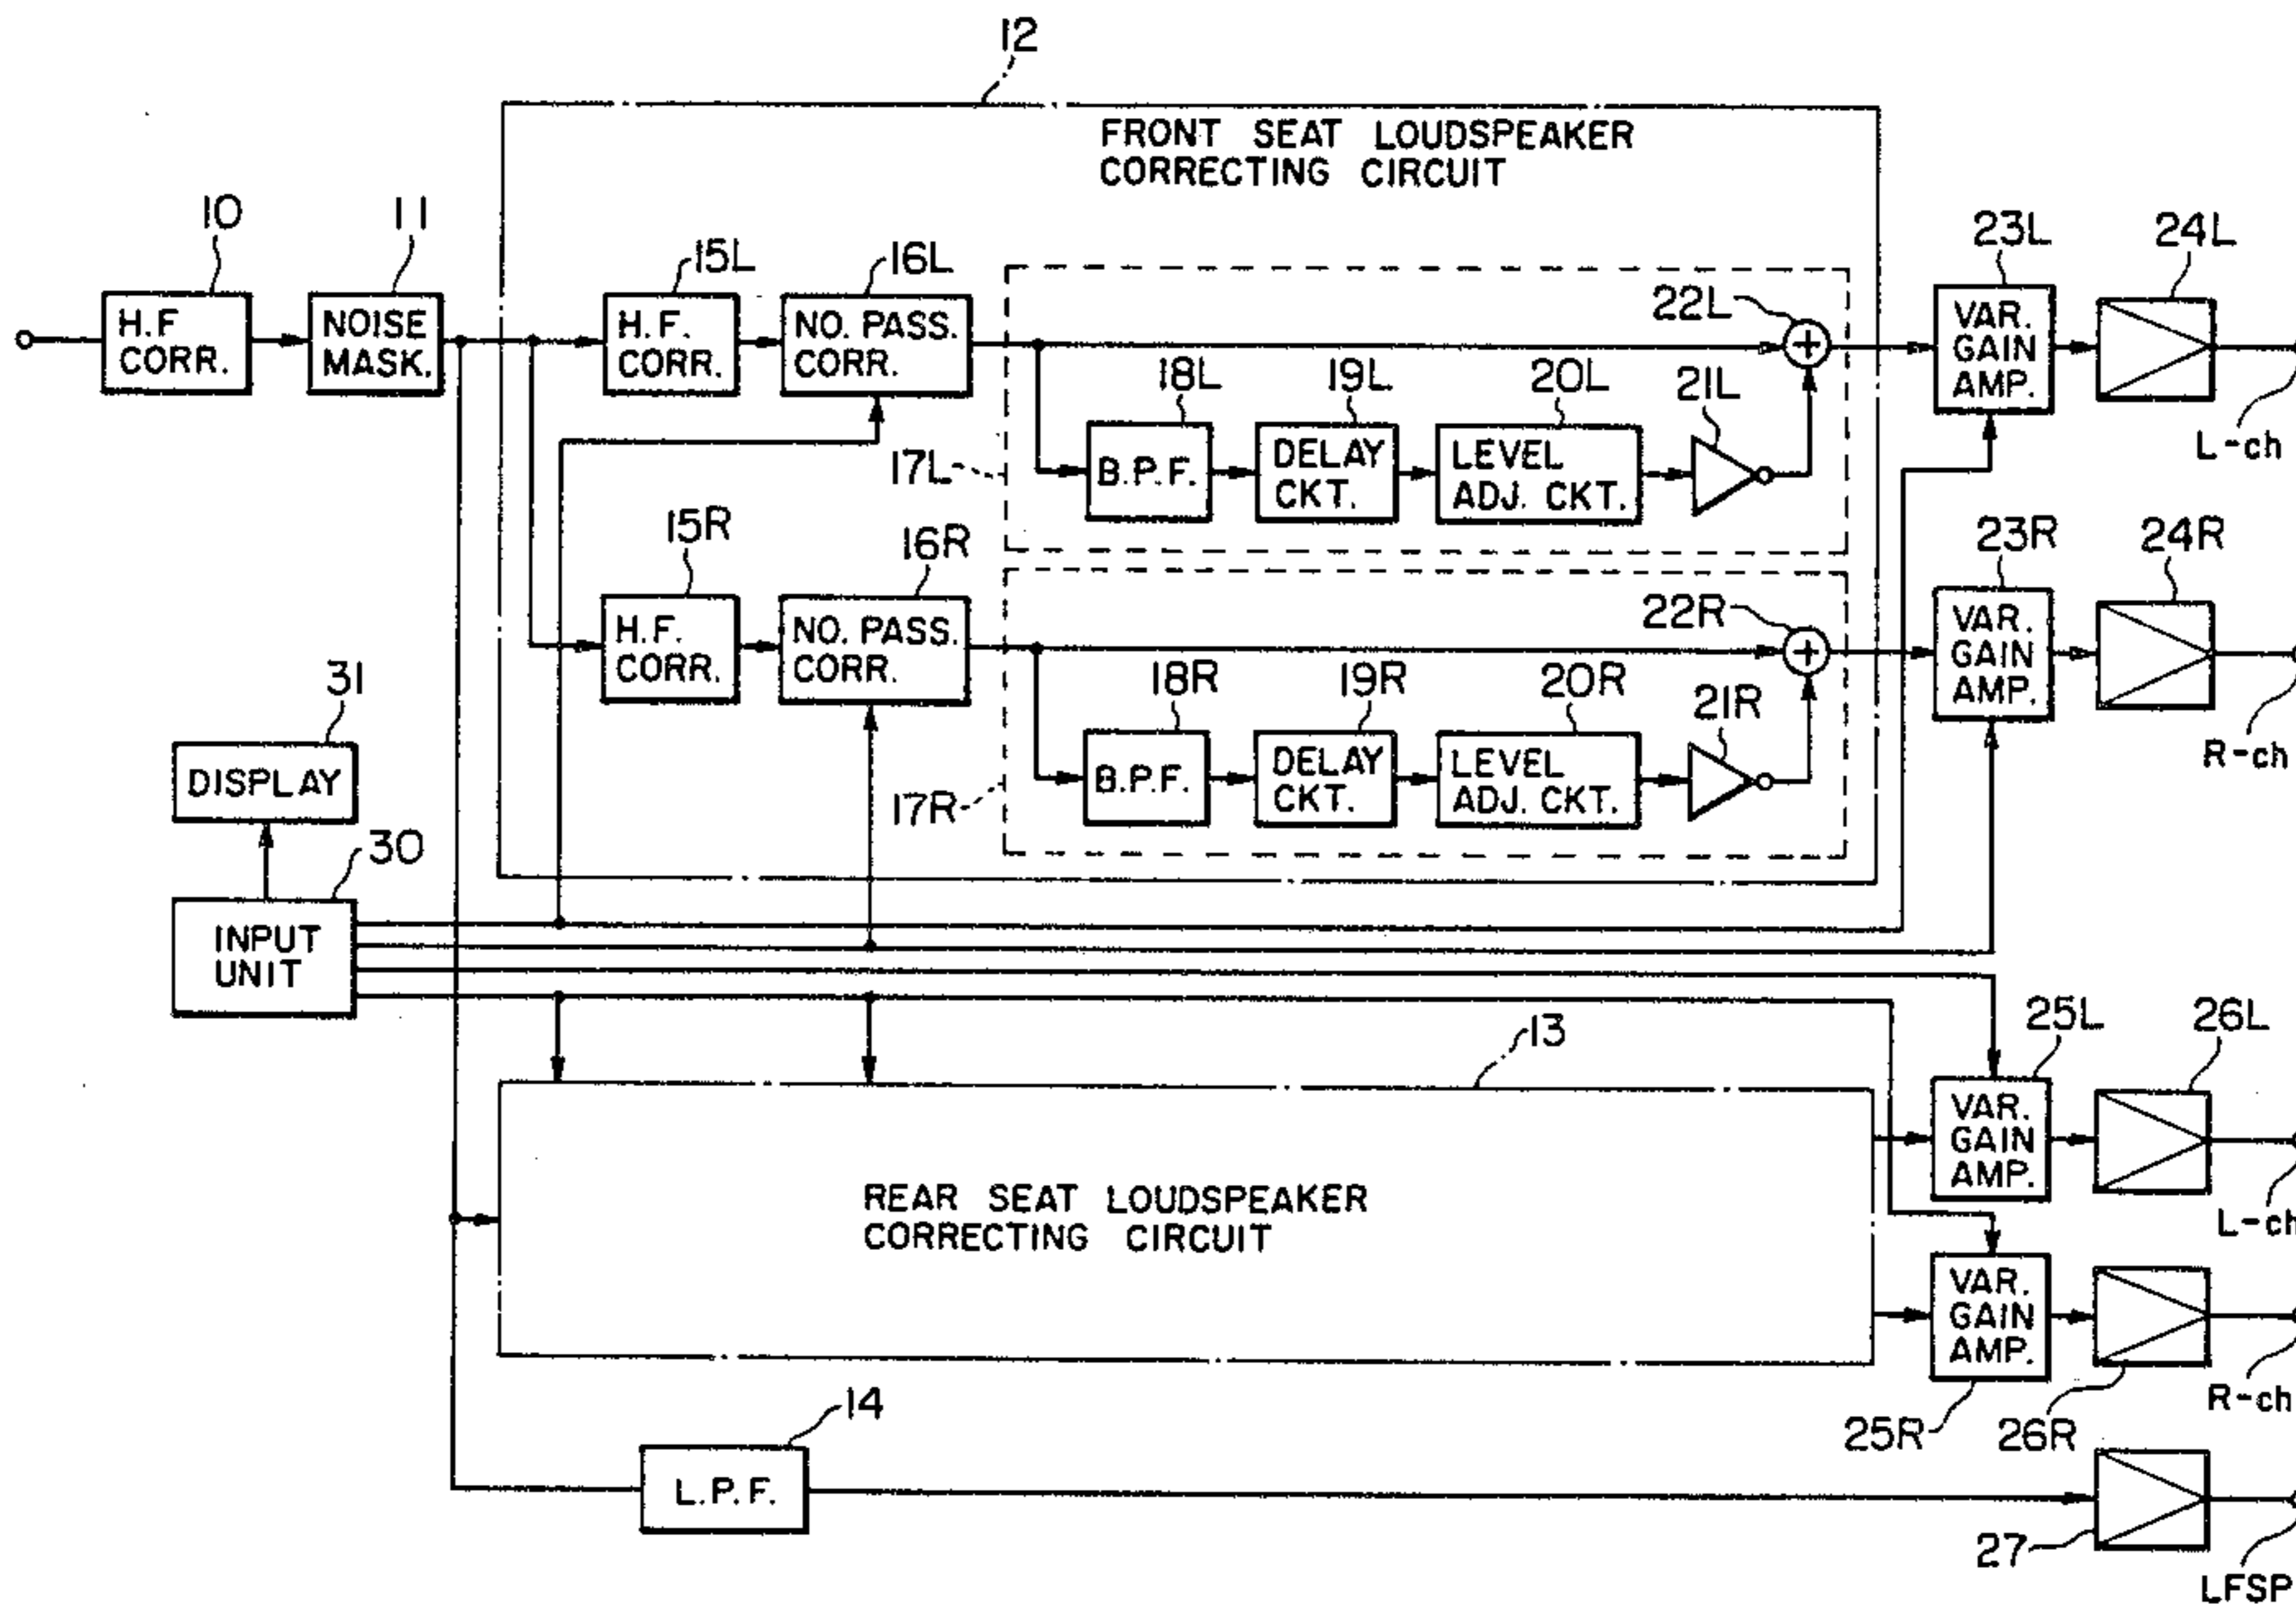 12
FRONT SEAT LOUDSPEAKER
CORRECTING CIRCUIT
10
11
15L
16L
22L
23L
24L
H.F
CORR.
NOISE
MASK.
H.F.
CORR.
NO. PASS.
CORR.
VAR.
GAIN
AMP.
L-ch
17L
18L
19L
20L
21L
B.P.F.
DELAY
CKT.
LEVEL
ADJ. CKT.
15R
16R
22R
23R
24R
H.F.
CORR.
NO. PASS.
CORR.
VAR.
GAIN
AMP.
R-ch
17R
18R
19R
20R
21R
B.P.F.
DELAY
CKT.
LEVEL
ADJ. CKT.
31
DISPLAY
30
INPUT
UNIT
13
25L
26L
REAR SEAT LOUDSPEAKER
CORRECTING CIRCUIT
VAR.
GAIN
AMP.
L-ch
VAR.
GAIN
AMP.
R-ch
25R
26R
14
L.P.F.
27
LFSP